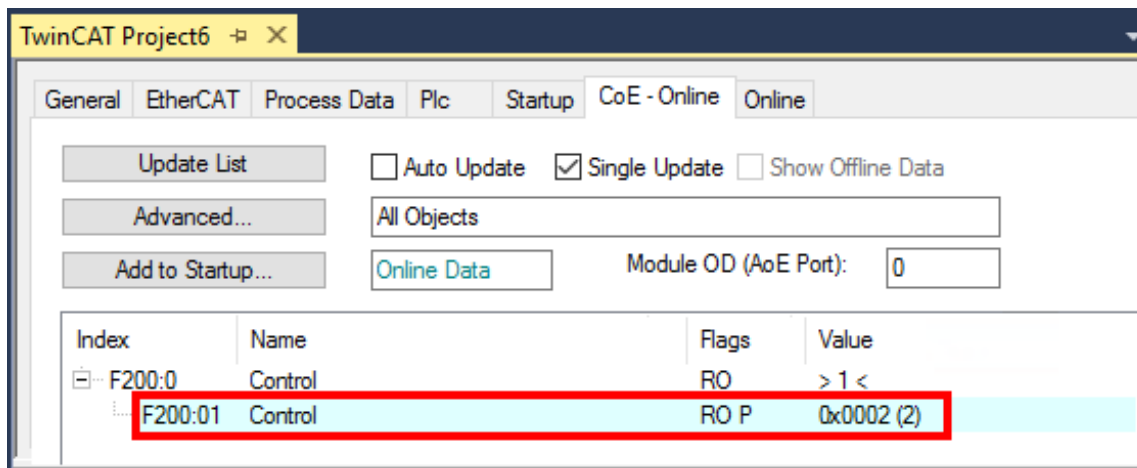 TwinCAT Project6
General EtherCAT Process Data Plc Startup CoE - Online Online
Update List Auto Update Single Update Show Offline Data
Advanced... All Objects
Add to Startup... Online Data Module OD (AoE Port): 0
Index Name Flags Value
F200:0 Control RO > 1 <
F200:01 Control RO P 0x0002 (2)